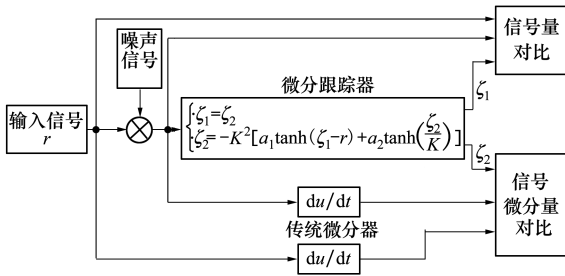 噪声
信号
信号量
对比
微分跟踪器
ζ₁
输入信号
r
ζ̇₁=ζ₂
ζ̇₂=-K²[a₁tanh(ζ₁-r)+a₂tanh(ζ₂/K)]
ζ₂
信号
微分量
对比
du/dt
传统微分器
du/dt